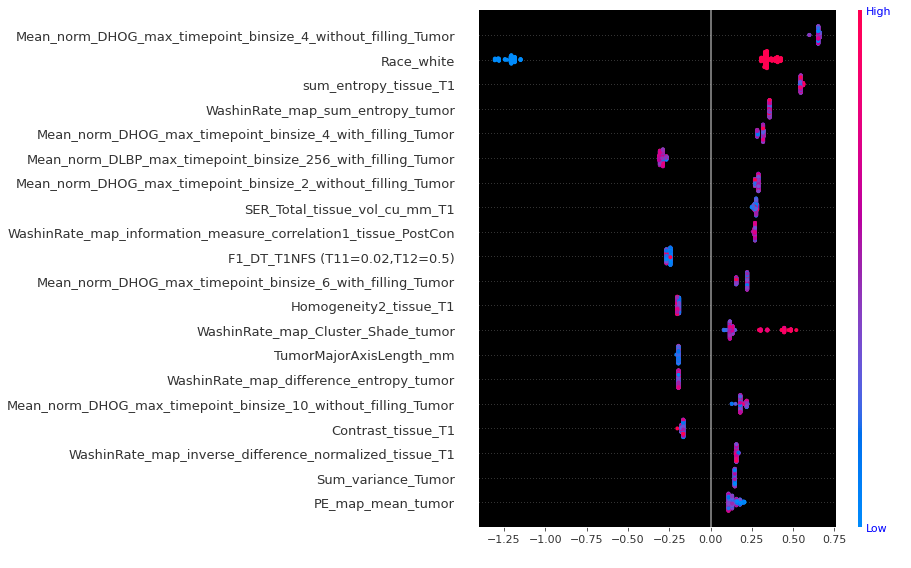 High
Mean_norm_DHOG_max_timepoint_binsize_4_without_filling_Tumor
Race_white
sum_entropy_tissue_T1
WashinRate_map_sum_entropy_tumor
Mean_norm_DHOG_max_timepoint_binsize_4_with_filling_Tumor
Mean_norm_DLBP_max_timepoint_binsize_256_with_filling_Tumor
Mean_norm_DHOG_max_timepoint_binsize_2_without_filling_Tumor
SER_Total_tissue_vol_cu_mm_T1
WashinRate_map_information_measure_correlation1_tissue_PostCon
F1_DT_T1NFS (T11=0.02,T12=0.5)
Mean_norm_DHOG_max_timepoint_binsize_6_with_filling_Tumor
Homogeneity2_tissue_T1
WashinRate_map_Cluster_Shade_tumor
TumorMajorAxisLength_mm
WashinRate_map_difference_entropy_tumor
Mean_norm_DHOG_max_timepoint_binsize_10_without_filling_Tumor
Contrast_tissue_T1
WashinRate_map_inverse_difference_normalized_tissue_T1
Sum_variance_Tumor
PE_map_mean_tumor
Low
−1.25 −1.00 −0.75 −0.50 −0.25 0.00 0.25 0.50 0.75